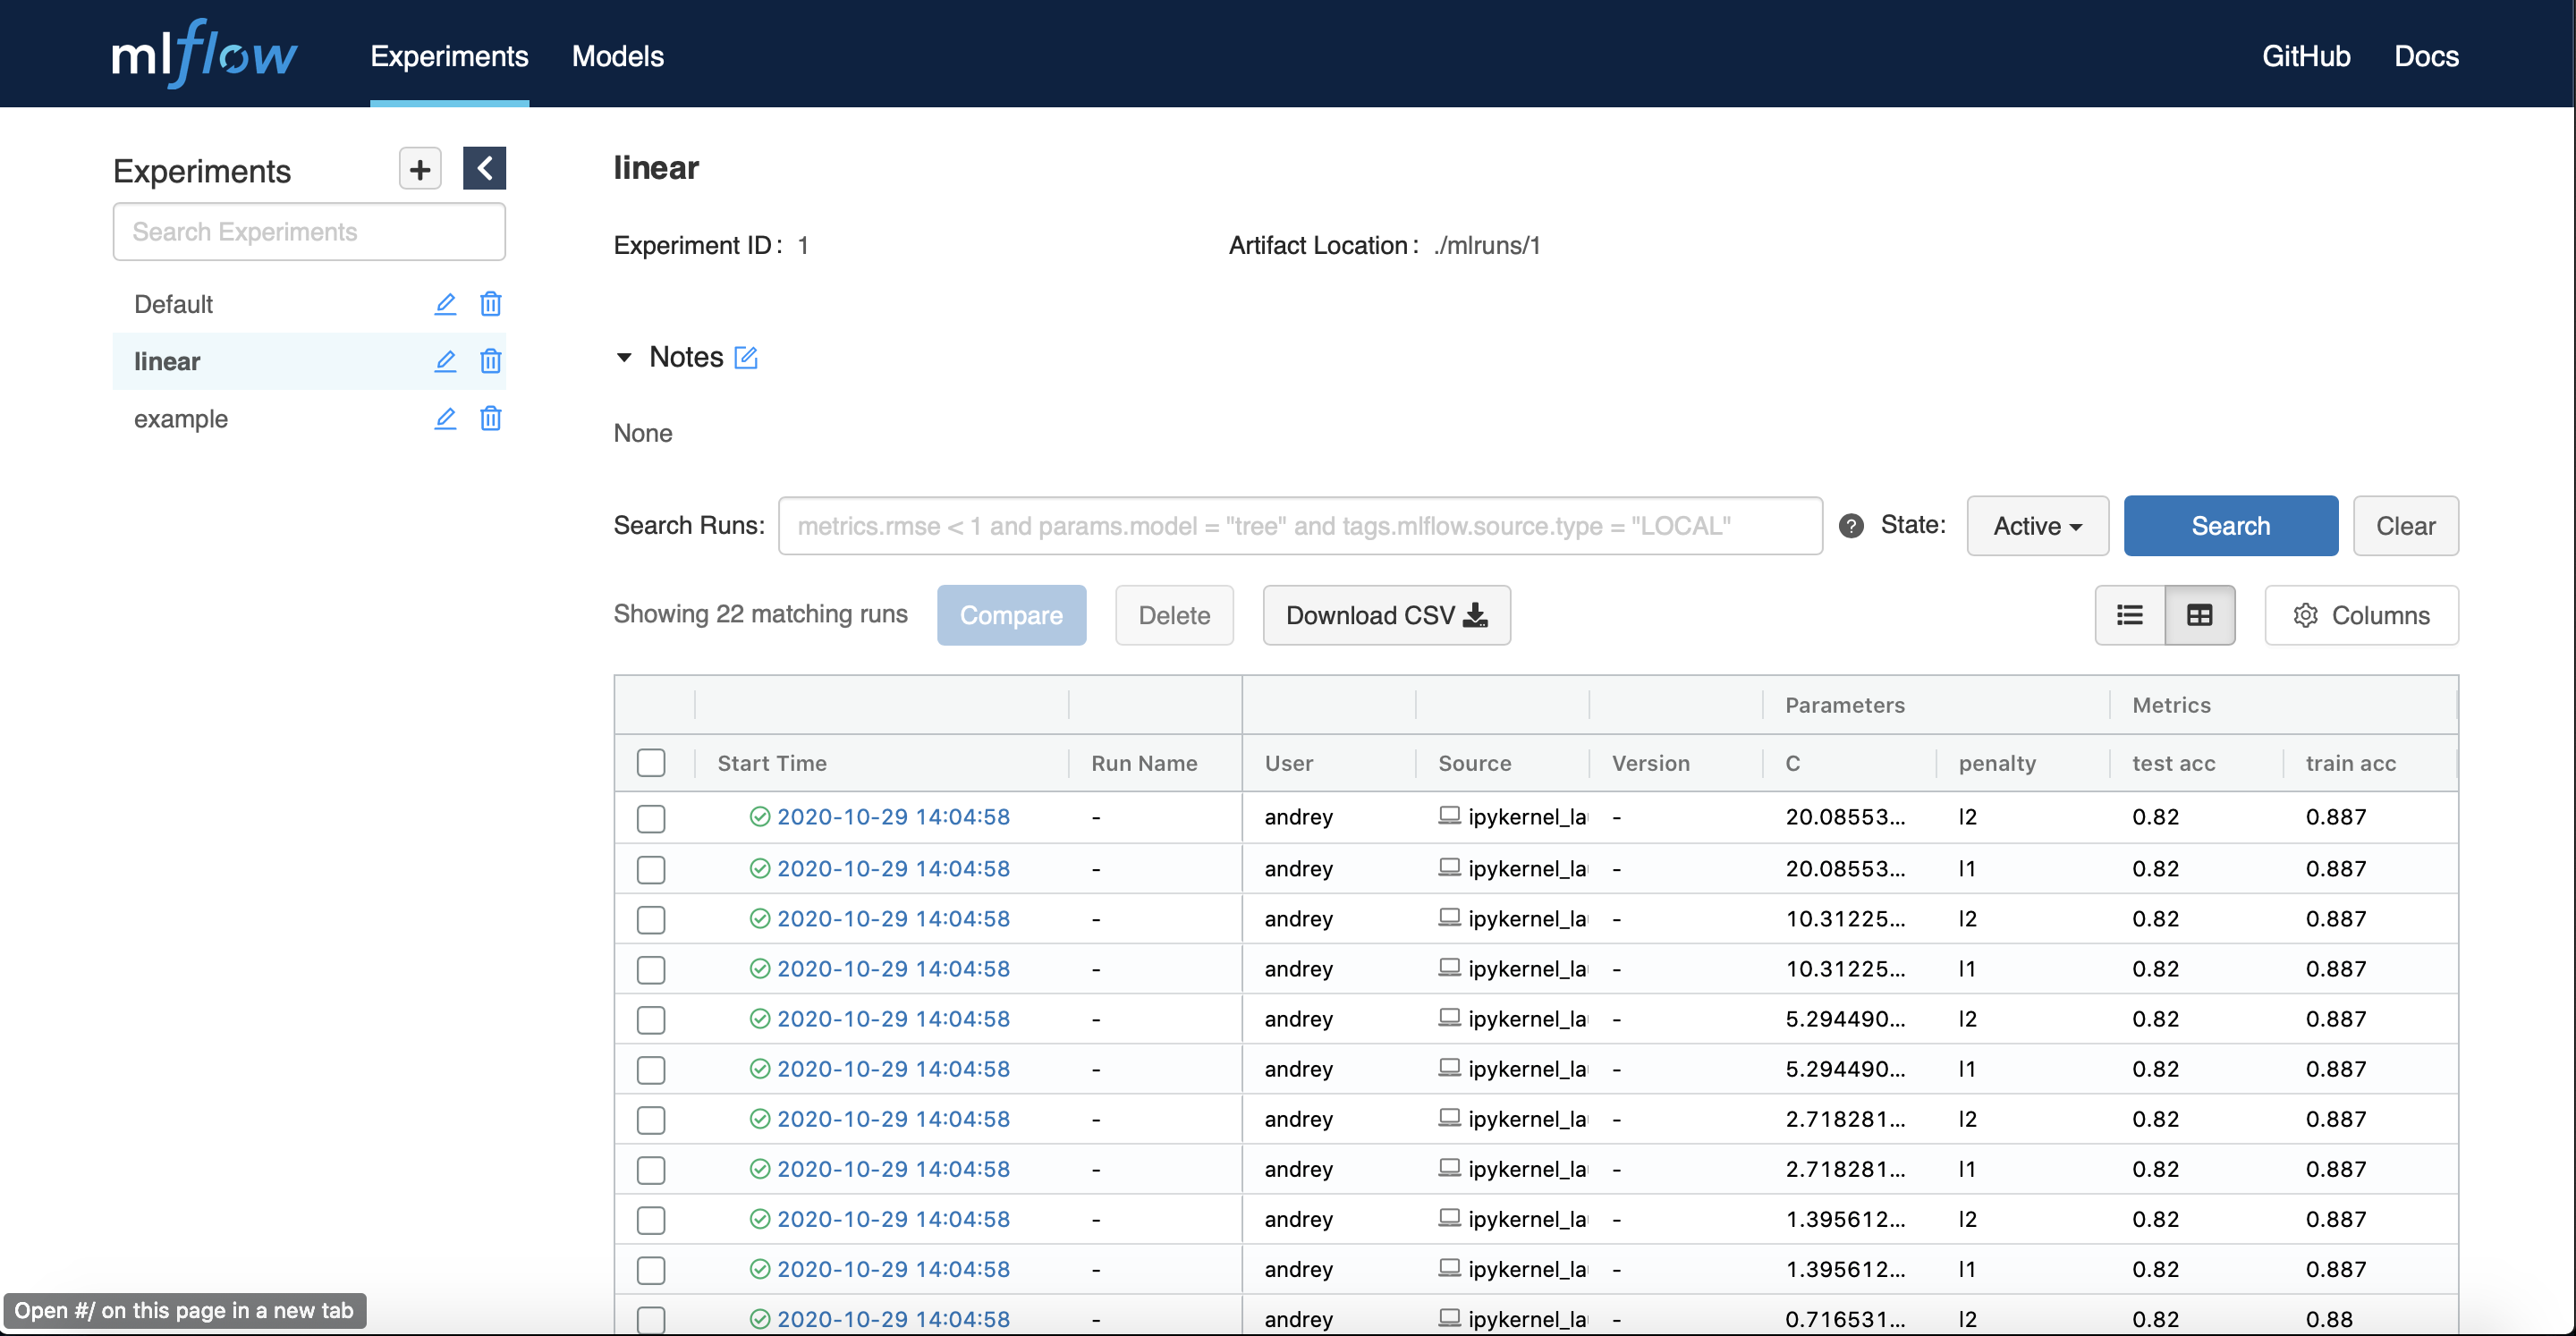 mlflow Experiments Models GitHub Docs
Experiments
Search Experiments
Default
linear
example
linear
Experiment ID: 1 Artifact Location: ./mlruns/1
Notes
None
Search Runs: metrics.rmse < 1 and params.model = "tree" and tags.mlflow.source.type = "LOCAL" ? State: Active Search Clear
Showing 22 matching runs Compare Delete Download CSV Columns
Parameters Metrics
Start Time Run Name User Source Version C penalty test acc train acc
2020-10-29 14:04:58 - andrey ipykernel_la - 20.08553... l2 0.82 0.887
2020-10-29 14:04:58 - andrey ipykernel_la - 20.08553... l1 0.82 0.887
2020-10-29 14:04:58 - andrey ipykernel_la - 10.31225... l2 0.82 0.887
2020-10-29 14:04:58 - andrey ipykernel_la - 10.31225... l1 0.82 0.887
2020-10-29 14:04:58 - andrey ipykernel_la - 5.294490... l2 0.82 0.887
2020-10-29 14:04:58 - andrey ipykernel_la - 5.294490... l1 0.82 0.887
2020-10-29 14:04:58 - andrey ipykernel_la - 2.718281... l2 0.82 0.887
2020-10-29 14:04:58 - andrey ipykernel_la - 2.718281... l1 0.82 0.887
2020-10-29 14:04:58 - andrey ipykernel_la - 1.395612... l2 0.82 0.887
2020-10-29 14:04:58 - andrey ipykernel_la - 1.395612... l1 0.82 0.887
2020-10-29 14:04:58 - andrey ipykernel_la - 0.716531... l2 0.82 0.88
Open #/ on this page in a new tab